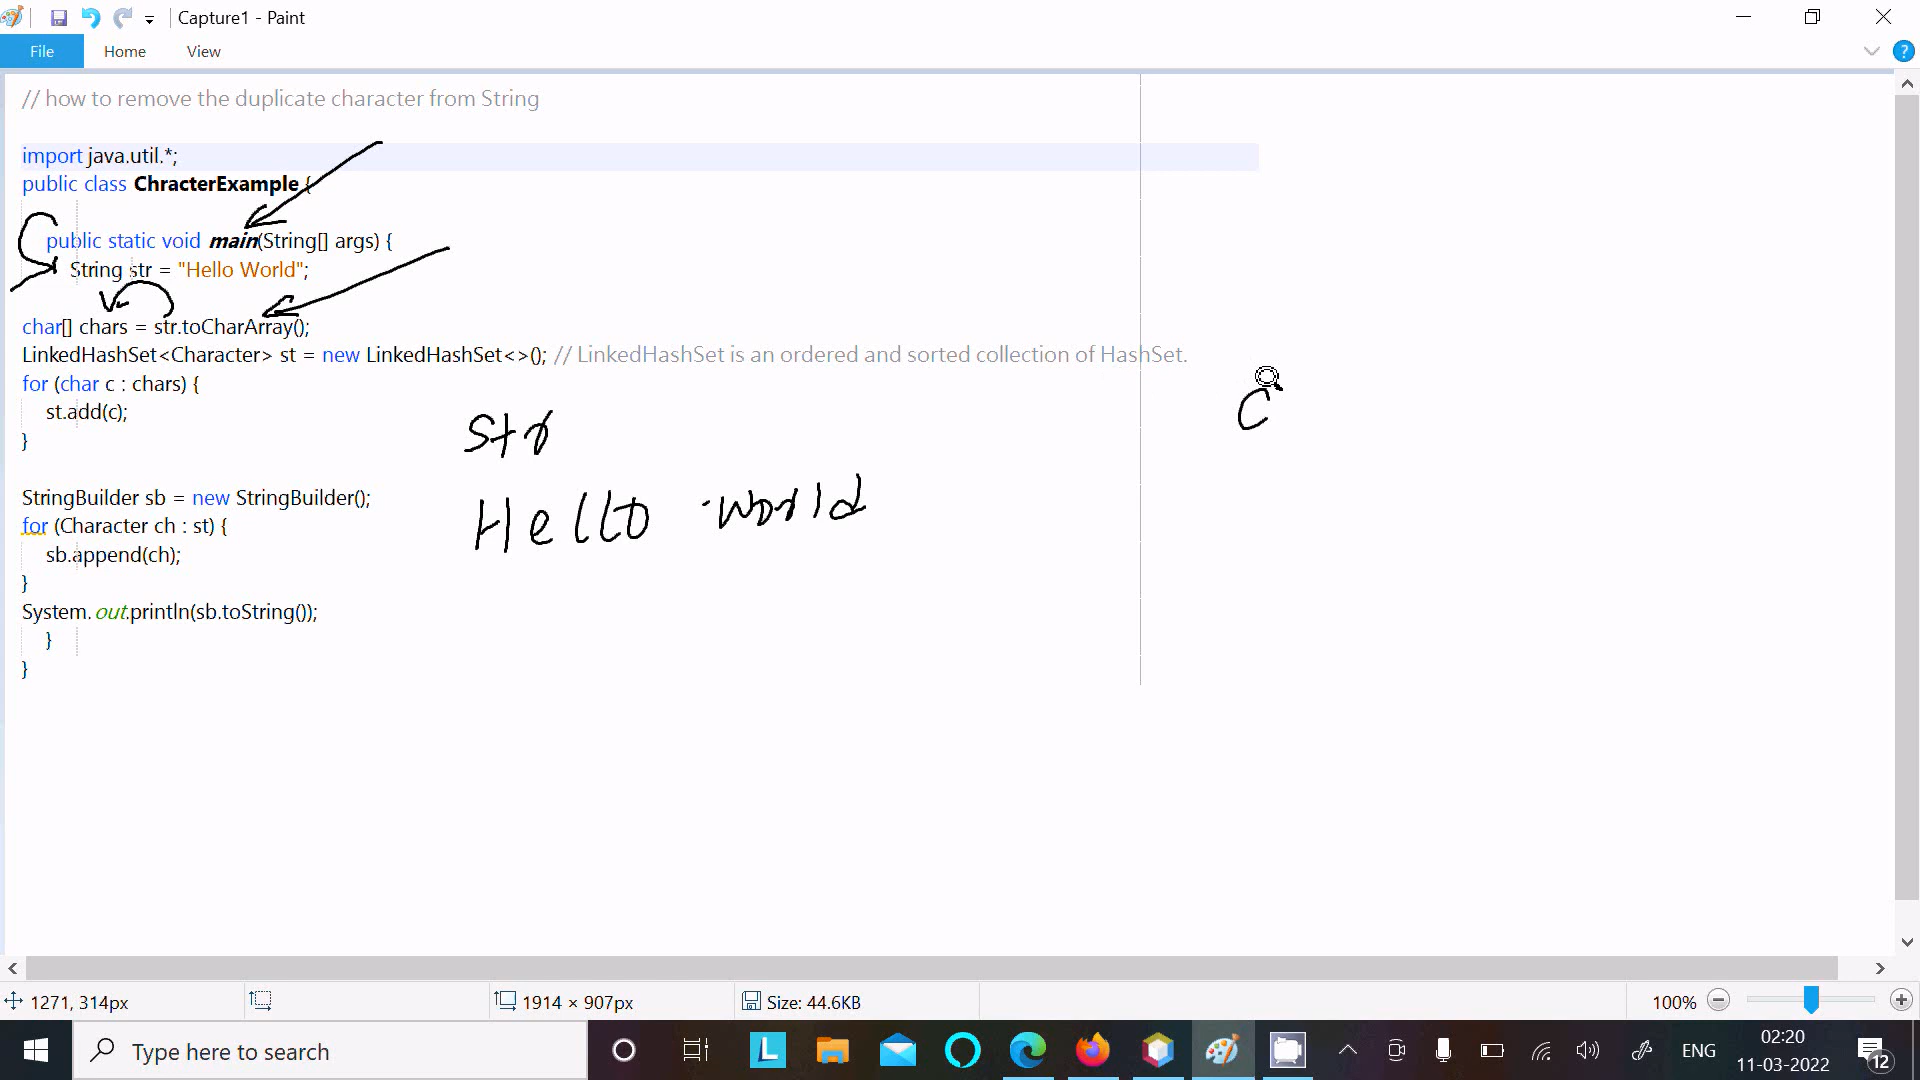 Capture1 - Paint
File Home View
// how to remove the duplicate character from String
import java.util.*;
public class ChracterExample {
public static void main(String[] args) {
String str = "Hello World";
char[] chars = str.toCharArray();
LinkedHashSet<Character> st = new LinkedHashSet<>(); // LinkedHashSet is an ordered and sorted collection of HashSet.
for (char c : chars) {
st.add(c);
}
StringBuilder sb = new StringBuilder();
for (Character ch : st) {
sb.append(ch);
}
System.out.println(sb.toString());
}
}
str
Hello world
C
1271, 314px
1914 × 907px
Size: 44.6KB
100%
Type here to search
L
ENG
02:20
11-03-2022
12